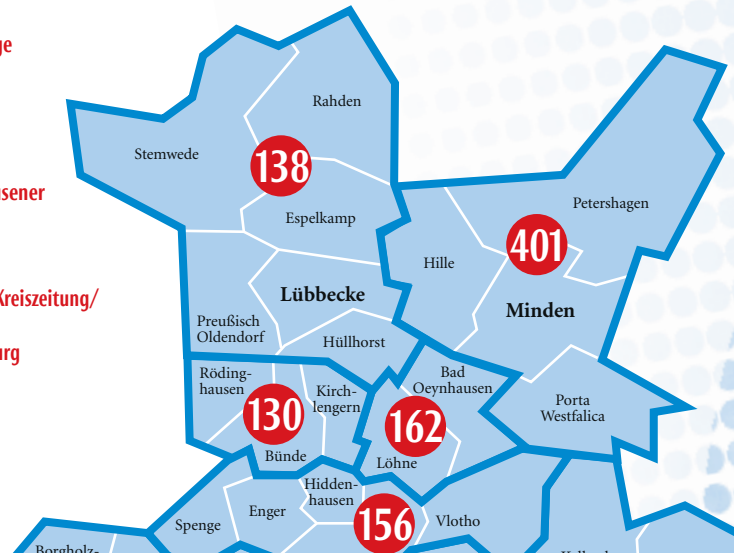 ge
Rahden
Stemwede
138
sener
Petershagen
Espelkamp
401
Hille
Lübbecke
Kreiszeitung/
Minden
Preußisch
Oldendorf
Hüllhorst
urg
Röding-
hausen
Kirch-
lengern
Bad
Oeynhausen
Porta
Westfalica
130
162
Bünde
Löhne
Hidden-
hausen
Enger
Spenge
156
Vlotho
Borgholz-